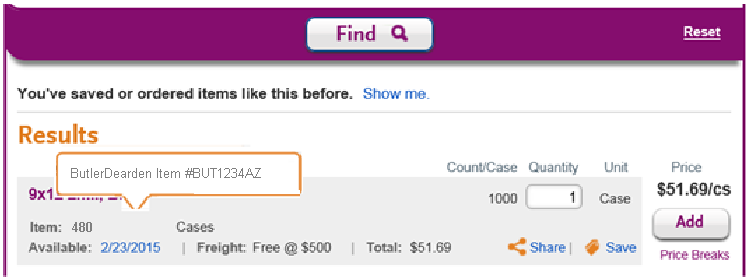 Find
Reset
You've saved or ordered items like this before. Show me.
Results
ButlerDearden Item #BUT1234AZ
Count/Case Quantity Unit Price
1000 1 Case $51.69/cs
Item: 480 Cases
Add
Available: 2/23/2015 | Freight: Free @ $500 | Total: $51.69 Share | Save
Price Breaks